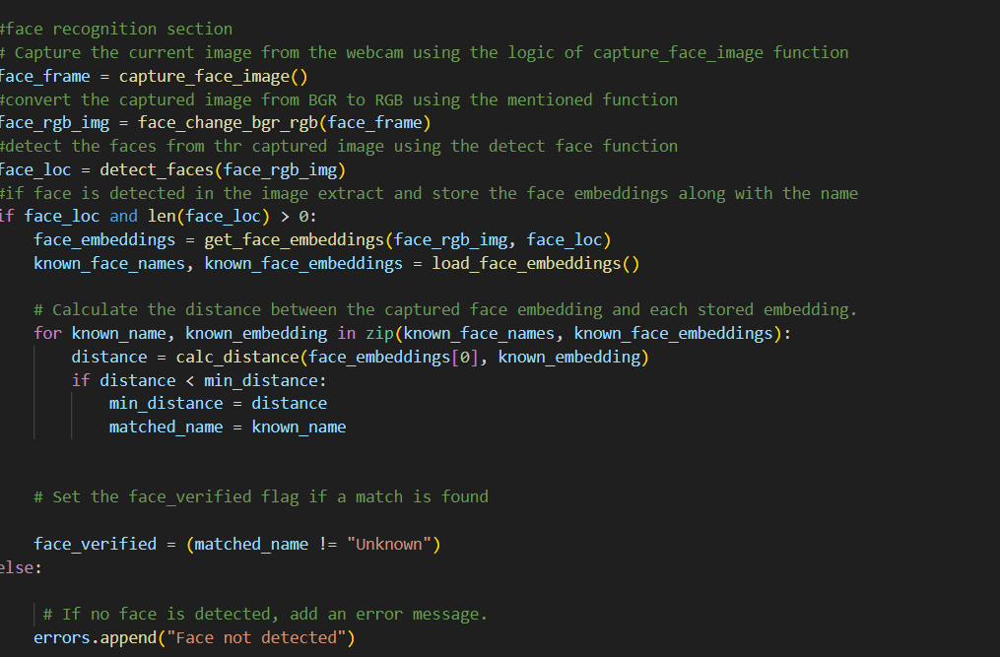 #face recognition section
# Capture the current image from the webcam using the logic of capture_face_image function
face_frame = capture_face_image()
#convert the captured image from BGR to RGB using the mentioned function
face_rgb_img = face_change_bgr_rgb(face_frame)
#detect the faces from thr captured image using the detect face function
face_loc = detect_faces(face_rgb_img)
#if face is detected in the image extract and store the face embeddings along with the name
if face_loc and len(face_loc) > 0:
    face_embeddings = get_face_embeddings(face_rgb_img, face_loc)
    known_face_names, known_face_embeddings = load_face_embeddings()
    # Calculate the distance between the captured face embedding and each stored embedding.
    for known_name, known_embedding in zip(known_face_names, known_face_embeddings):
        distance = calc_distance(face_embeddings[0], known_embedding)
        if distance < min_distance:
            min_distance = distance
            matched_name = known_name
    # Set the face_verified flag if a match is found
    face_verified = (matched_name != "Unknown")
else:
    # If no face is detected, add an error message.
    errors.append("Face not detected")